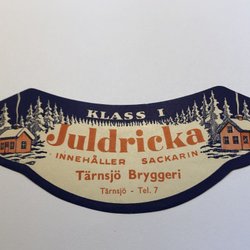 KLASS I
Juldricka
INNEHÅLLER SACKARIN
Tärnsjö Bryggeri
Tärnsjö - Tel. 7